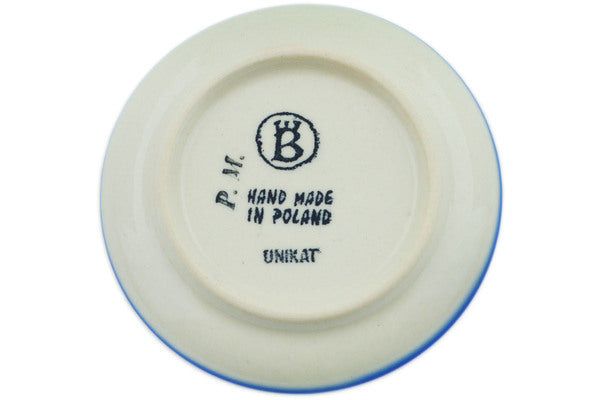 B
P. M.
HAND MADE
IN POLAND
UNIKAT